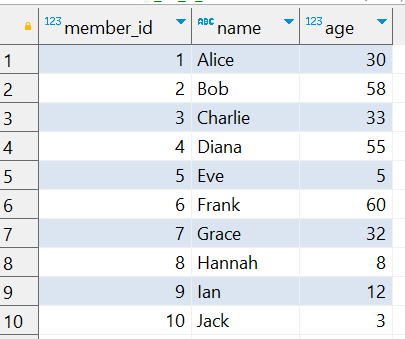 123 member_id ABC name 123 age
1 1 Alice 30
2 2 Bob 58
3 3 Charlie 33
4 4 Diana 55
5 5 Eve 5
6 6 Frank 60
7 7 Grace 32
8 8 Hannah 8
9 9 Ian 12
10 10 Jack 3